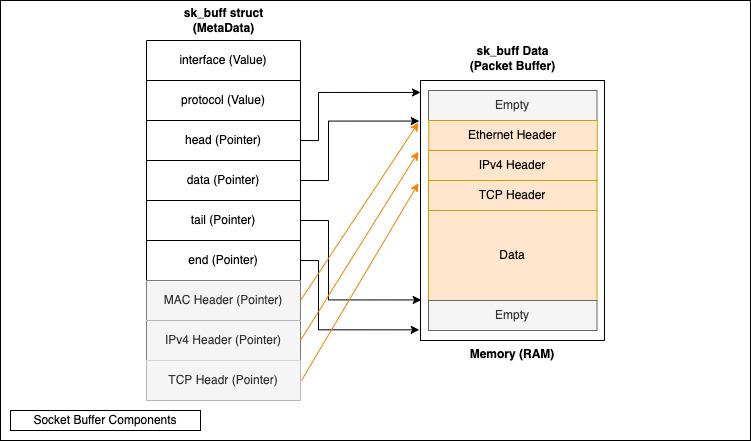 sk_buff struct
(MetaData)
interface (Value)
protocol (Value)
head (Pointer)
data (Pointer)
tail (Pointer)
end (Pointer)
MAC Header (Pointer)
IPv4 Header (Pointer)
TCP Headr (Pointer)
sk_buff Data
(Packet Buffer)
Empty
Ethernet Header
IPv4 Header
TCP Header
Data
Empty
Memory (RAM)
Socket Buffer Components